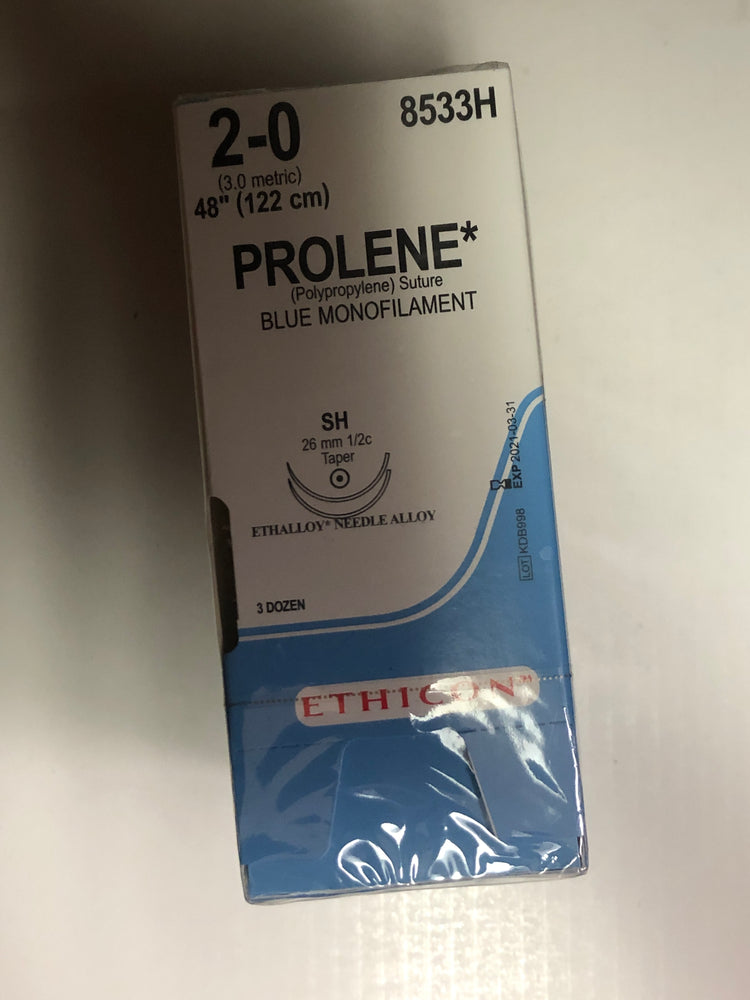 2-0
8533H
(3.0 metric)
48" (122 cm)
PROLENE*
(Polypropylene) Suture
BLUE MONOFILAMENT
SH
26 mm 1/2c
Taper
ETHALLOY* NEEDLE ALLOY
EXP 2021-03-31
LOT KDB998
3 DOZEN
ETHICON™